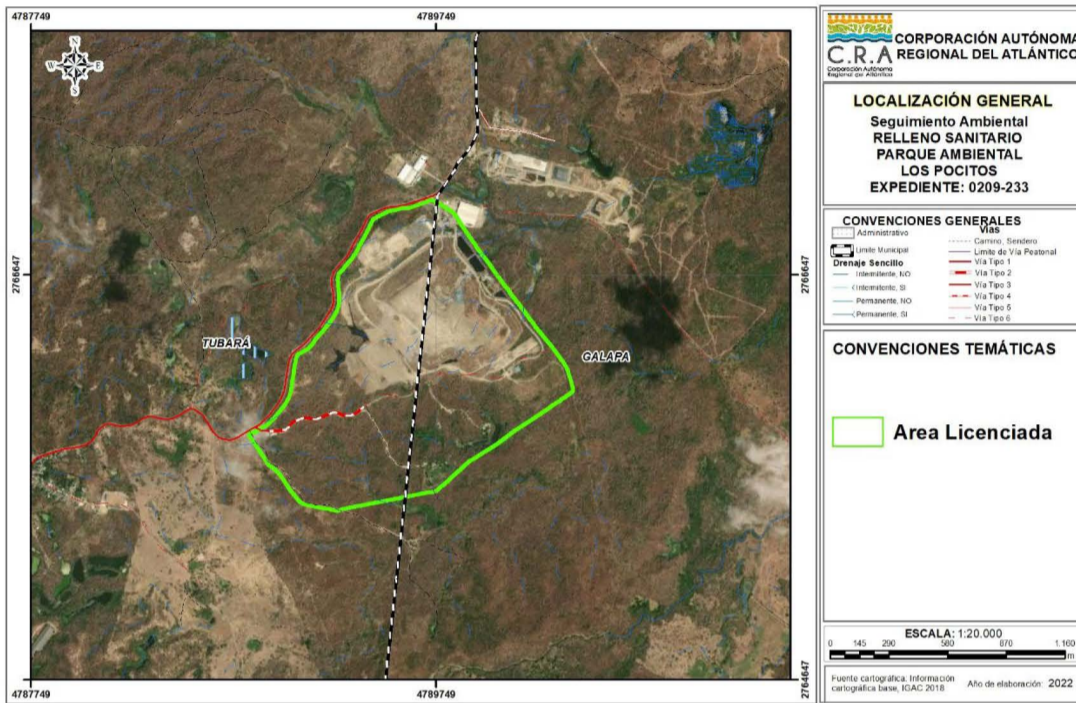 4787749
4789749
N
W E
S
2766647
TUBARÁ
GALAPA
2766647
2764647
4787749
4789749
C.R.A
Corporación Autónoma
Regional del Atlántico
CORPORACIÓN AUTÓNOMA
REGIONAL DEL ATLÁNTICO
LOCALIZACIÓN GENERAL
Seguimiento Ambiental
RELLENO SANITARIO
PARQUE AMBIENTAL
LOS POCITOS
EXPEDIENTE: 0209-233
CONVENCIONES GENERALES
Administrativo
Limite Municipal
Drenaje Sencillo
Intermitente, NO
Intermitente, SI
Permanente, NO
Permanente, SI
Vias
Camino, Sendero
Limite de Vía Peatonal
Vía Tipo 1
Vía Tipo 2
Vía Tipo 3
Vía Tipo 4
Vía Tipo 5
Vía Tipo 6
CONVENCIONES TEMÁTICAS
Area Licenciada
ESCALA: 1:20.000
0 145 290 580 870 1.160
m
Fuente cartográfica: Información
cartográfica base, IGAC 2018
Año de elaboración: 2022